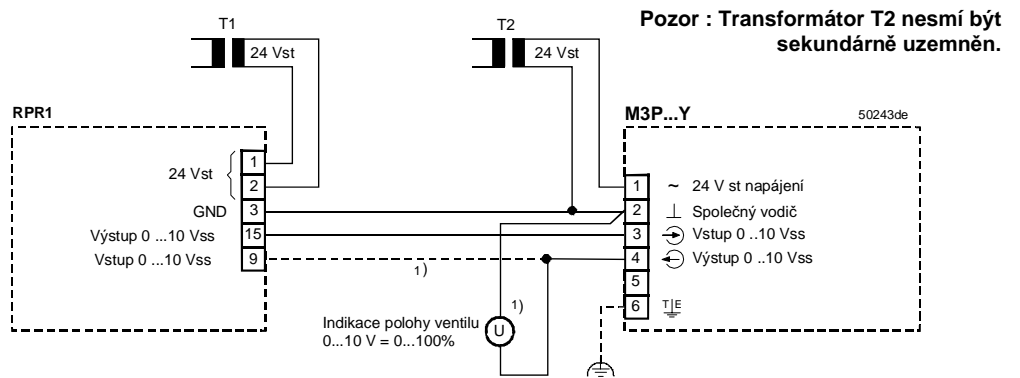 Pozor : Transformátor T2 nesmí být
sekundárně uzemněn.
T1
24 Vst
T2
24 Vst
RPR1
M3P...Y
50243de
24 Vst
1
2
GND
3
Výstup 0 ...10 Vss
15
Vstup 0 ...10 Vss
9
1)
1 ~ 24 V st napájení
2 ⊥ Společný vodič
3 Vstup 0 ..10 Vss
4 Výstup 0 ..10 Vss
5
6 TE
1)
Indikace polohy ventilu
0...10 V = 0...100%
U